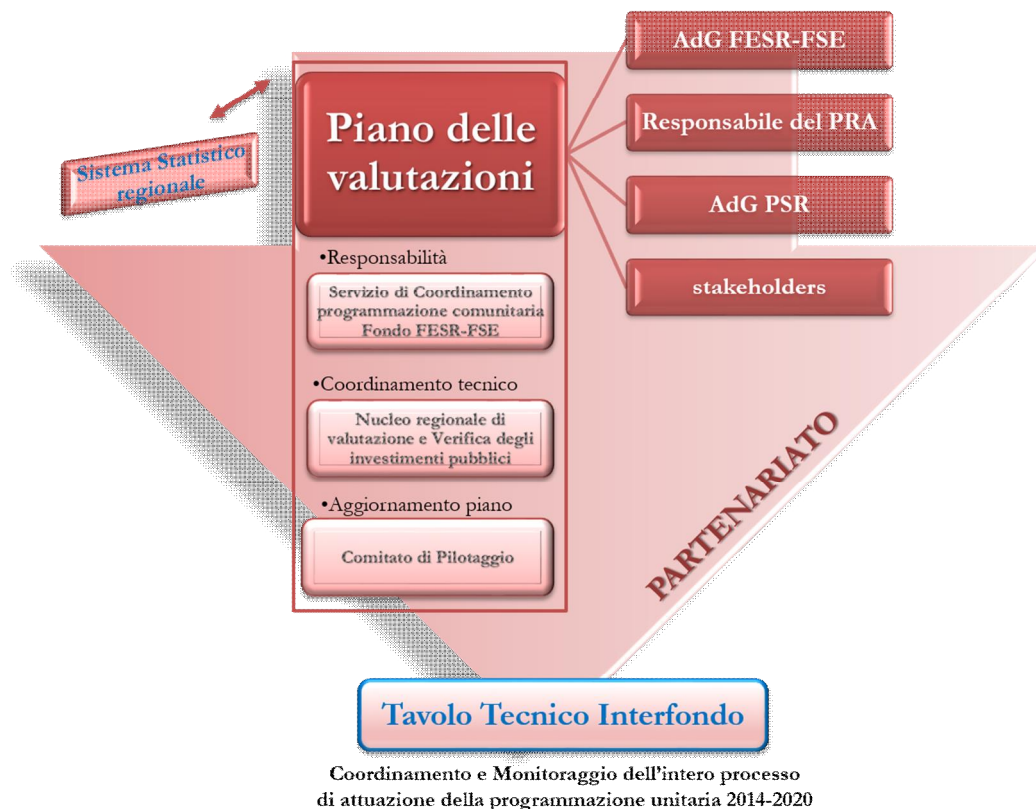 Piano delle
valutazioni
AdG FESR-FSE
Responsabile del PRA
AdG PSR
stakeholders
Sistema Statistico
regionale
•Responsabilità
Servizio di Coordinamento
programmazione comunitaria
Fondo FESR-FSE
•Coordinamento tecnico
Nucleo regionale di
valutazione e Verifica degli
investimenti pubblici
•Aggiornamento piano
Comitato di Pilotaggio
PARTENARIATO
Tavolo Tecnico Interfondo
Coordinamento e Monitoraggio dell'intero processo
di attuazione della programmazione unitaria 2014-2020